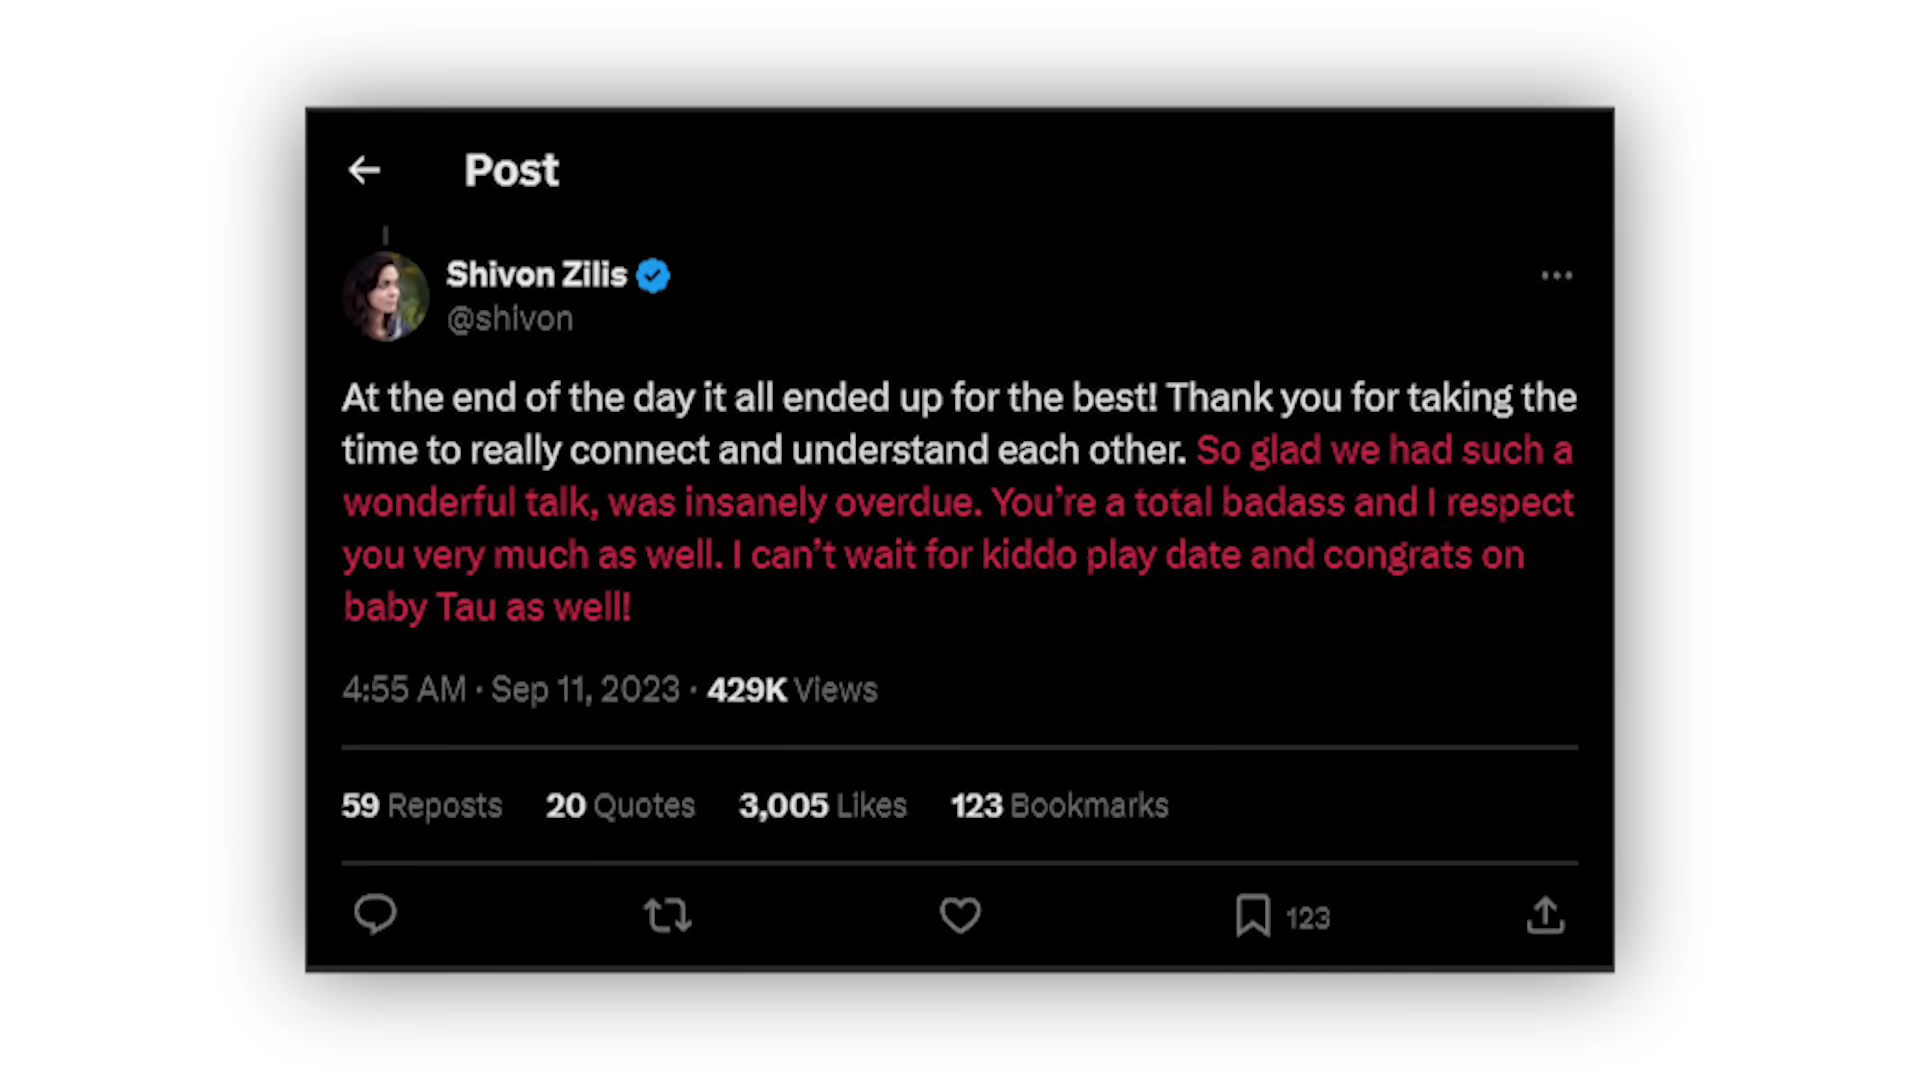 Post
Shivon Zilis
@shivon
At the end of the day it all ended up for the best! Thank you for taking the
time to really connect and understand each other. So glad we had such a
wonderful talk, was insanely overdue. You’re a total badass and I respect
you very much as well. I can’t wait for kiddo play date and congrats on
baby Tau as well!
4:55 AM · Sep 11, 2023 · 429K Views
59 Reposts 20 Quotes 3,005 Likes 123 Bookmarks
123